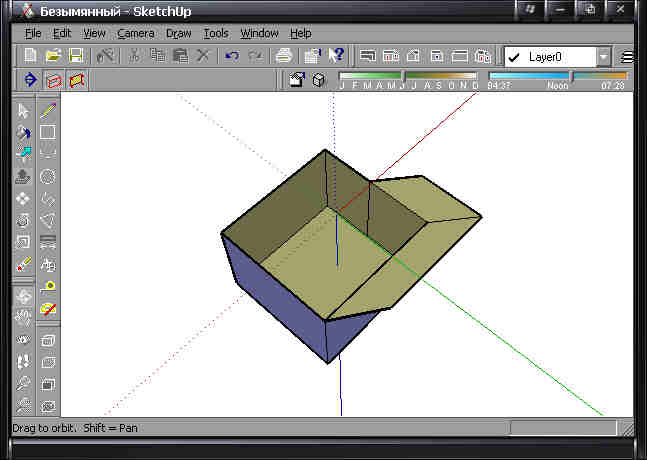 Безымянный - SketchUp
File Edit View Camera Draw Tools Window Help
Layer0
J F M A M J J A S O N D
04:37 Noon 07:28
Drag to orbit. Shift = Pan